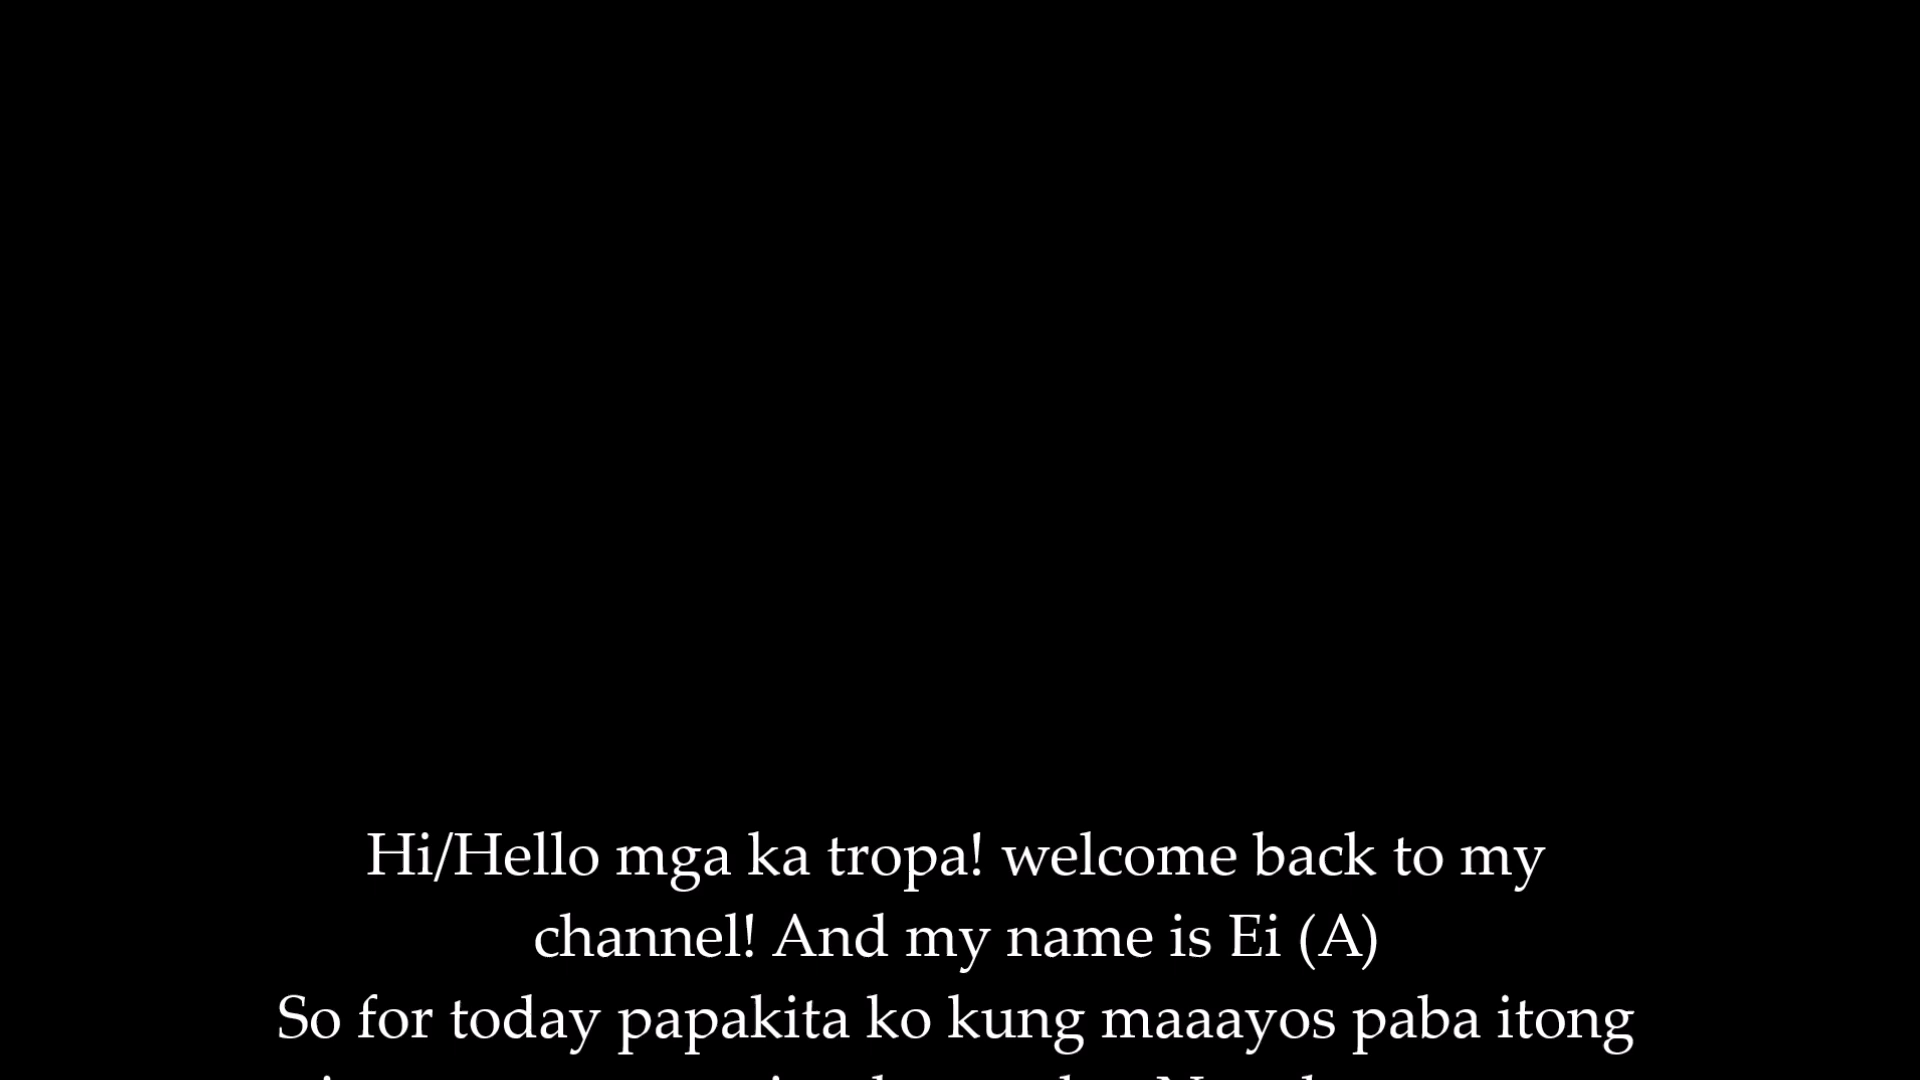 Hi/Hello mga ka tropa! welcome back to my
channel! And my name is Ei (A)
So for today papakita ko kung maaayos paba itong